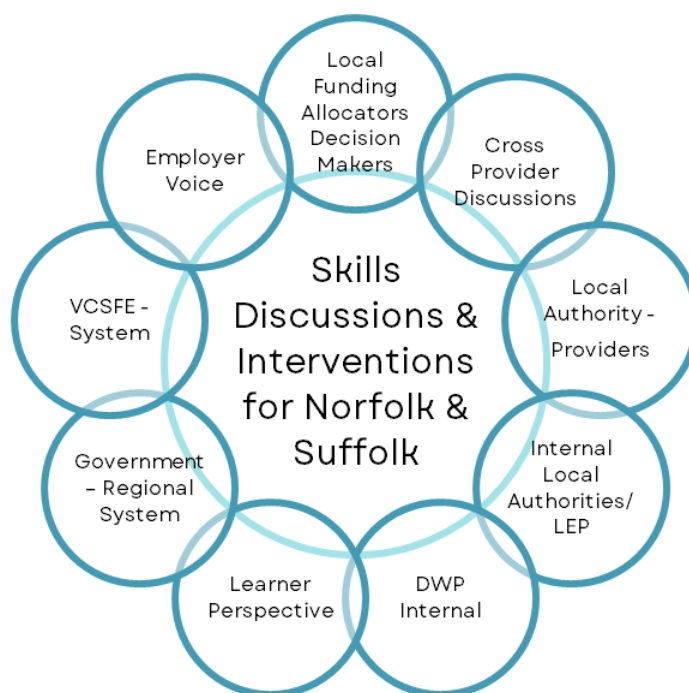 Local
Funding
Allocators
Decision
Makers
Cross
Provider
Discussions
Local
Authority -
Providers
Internal
Local
Authorities/
LEP
DWP
Internal
Learner
Perspective
Government
– Regional
System
VCSFE -
System
Employer
Voice
Skills
Discussions &
Interventions
for Norfolk &
Suffolk